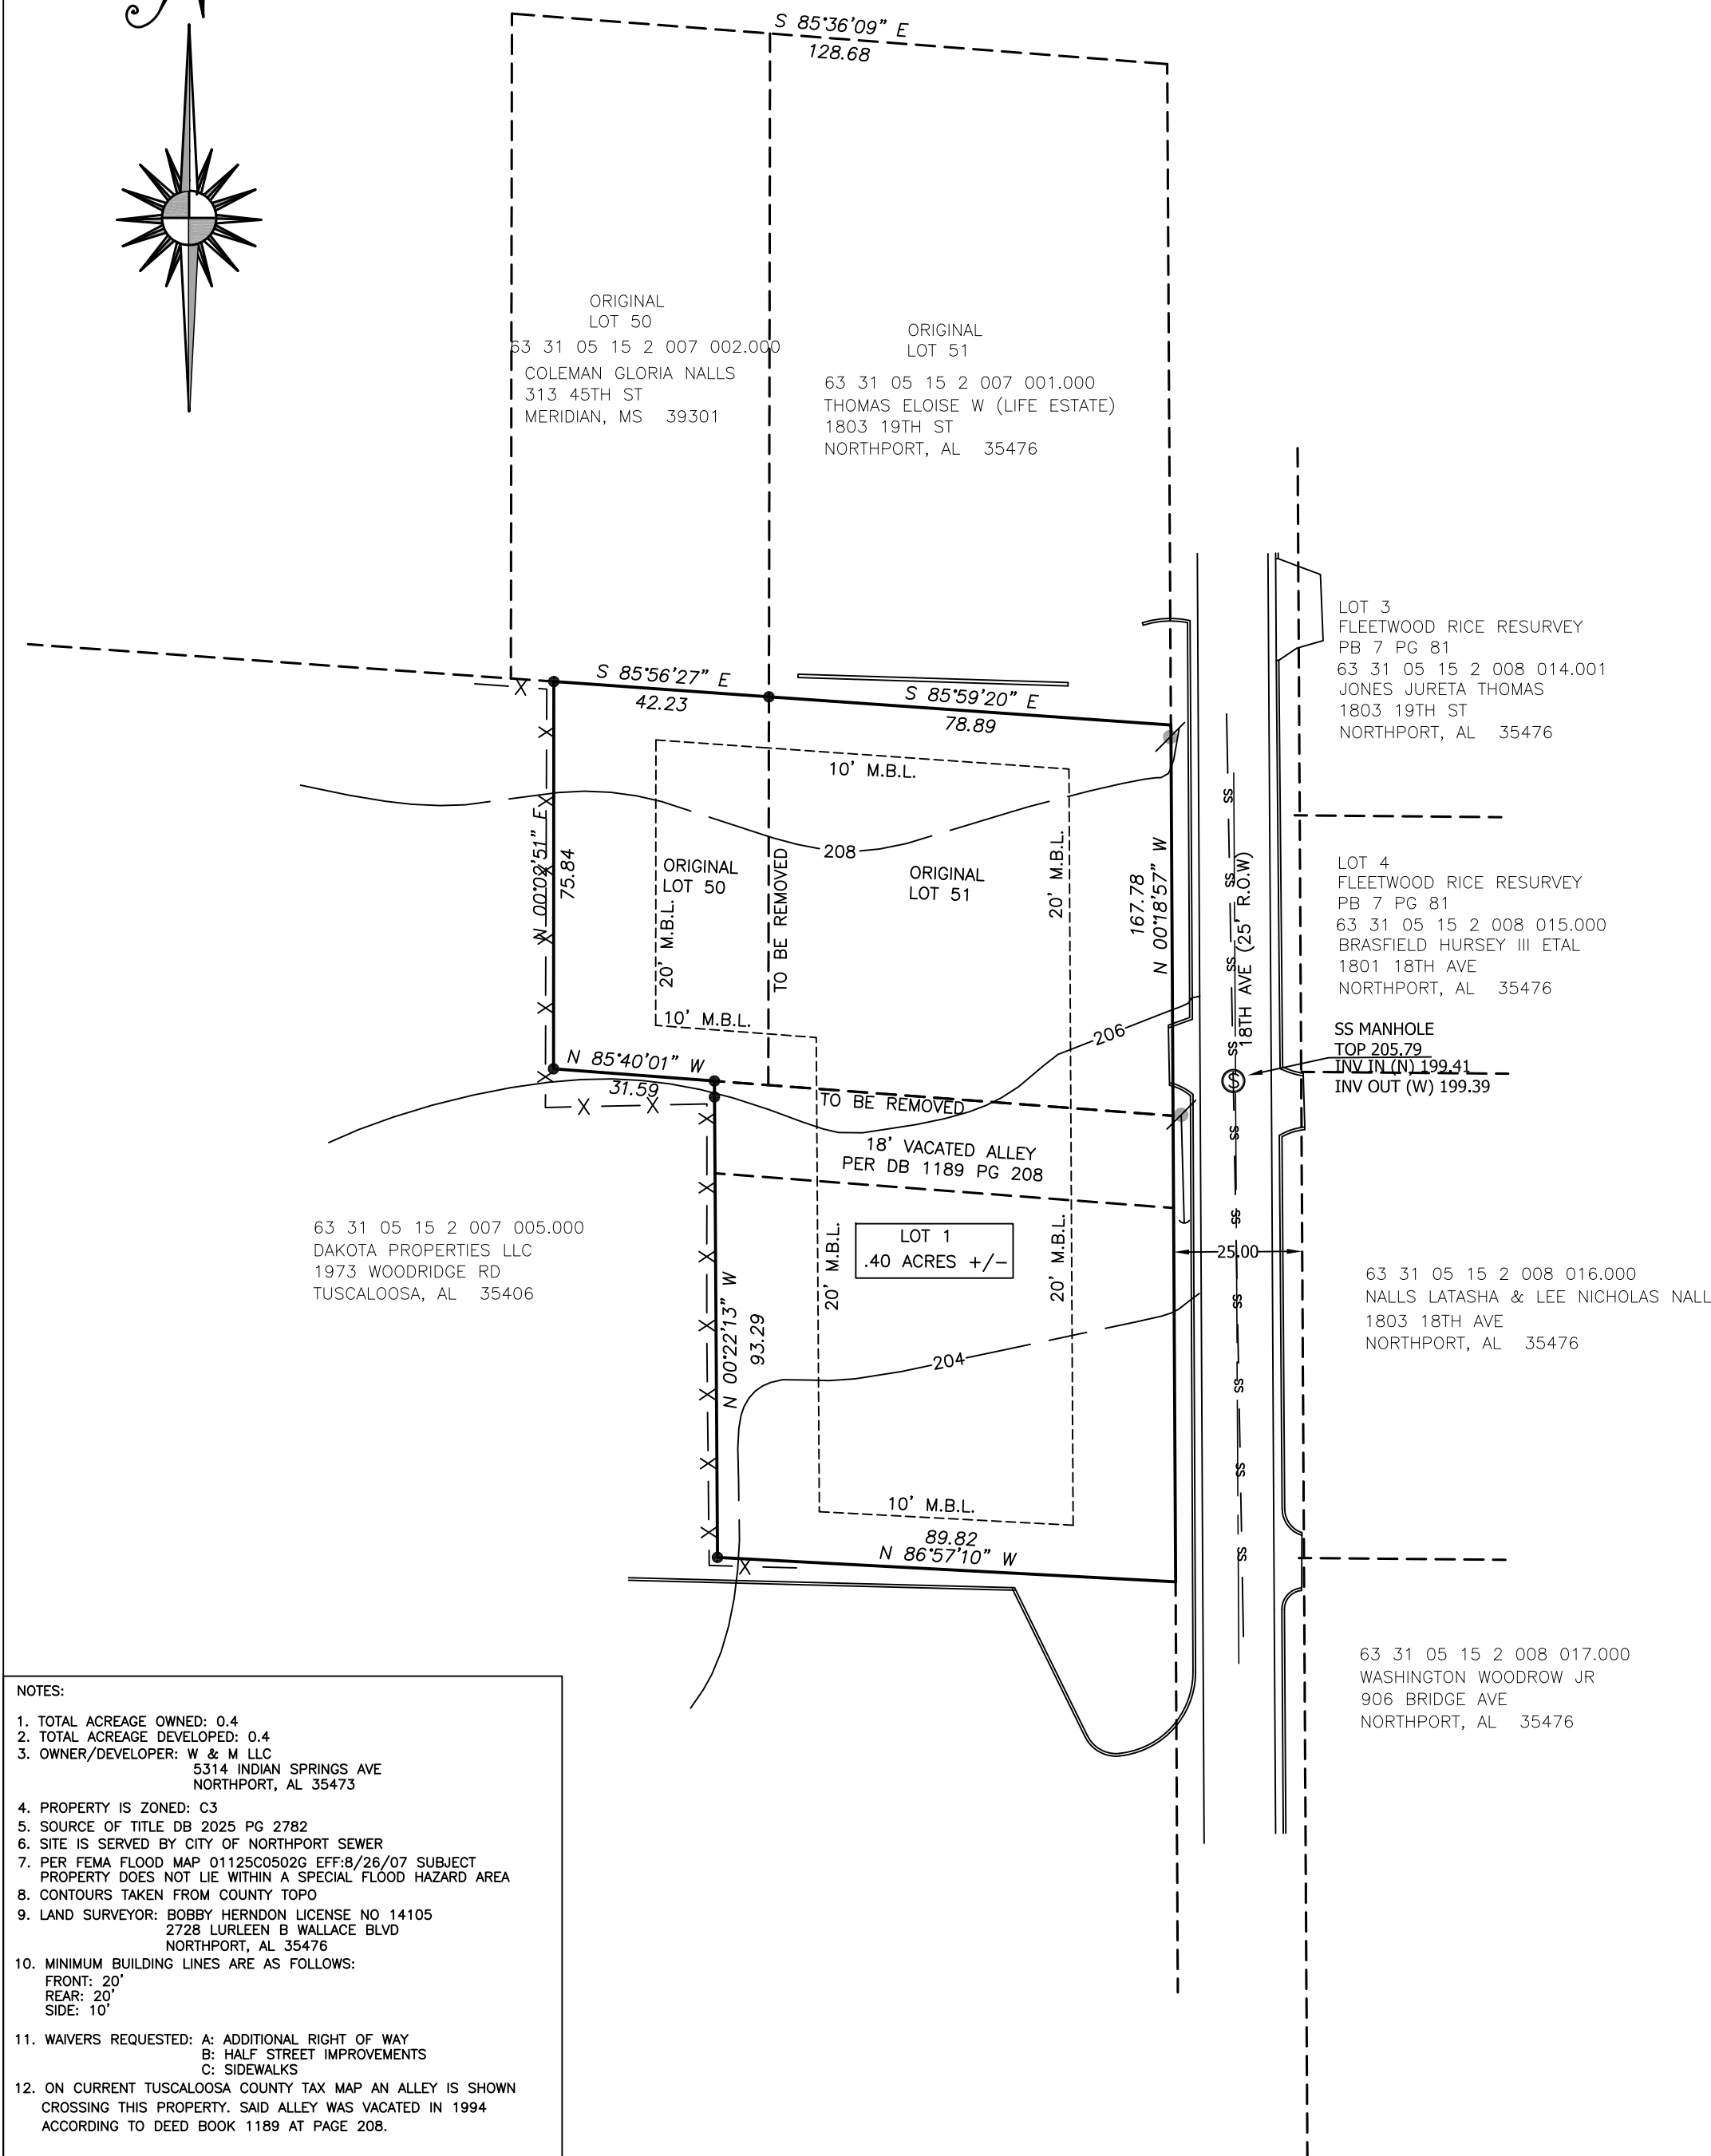 N
S 85°36'09" E
128.68
ORIGINAL
LOT 50
63 31 05 15 2 007 002.000
COLEMAN GLORIA NALLS
313 45TH ST
MERIDIAN, MS 39301
ORIGINAL
LOT 51
63 31 05 15 2 007 001.000
THOMAS ELOISE W (LIFE ESTATE)
1803 19TH ST
NORTHPORT, AL 35476
LOT 3
FLEETWOOD RICE RESURVEY
PB 7 PG 81
63 31 05 15 2 008 014.001
JONES JURETA THOMAS
1803 19TH ST
NORTHPORT, AL 35476
S 85°56'27" E
42.23
S 85°59'20" E
78.89
10' M.B.L.
208
N 00°02'51" E
75.84
ORIGINAL
LOT 50
20' M.B.L.
TO BE REMOVED
ORIGINAL
LOT 51
20' M.B.L.
167.78
N 00°18'57" W
18TH AVE (25' R.O.W)
SS
SS
SS
SS
SS
SS
SS
SS
SS
SS
LOT 4
FLEETWOOD RICE RESURVEY
PB 7 PG 81
63 31 05 15 2 008 015.000
BRASFIELD HURSEY III ETAL
1801 18TH AVE
NORTHPORT, AL 35476
SS MANHOLE
TOP 205.79
INV IN (N) 199.41
INV OUT (W) 199.39
S
10' M.B.L.
206
N 85°40'01" W
31.59
TO BE REMOVED
18' VACATED ALLEY
PER DB 1189 PG 208
63 31 05 15 2 007 005.000
DAKOTA PROPERTIES LLC
1973 WOODRIDGE RD
TUSCALOOSA, AL 35406
LOT 1
.40 ACRES +/-
20' M.B.L.
20' M.B.L.
25.00
63 31 05 15 2 008 016.000
NALLS LATASHA & LEE NICHOLAS NALL
1803 18TH AVE
NORTHPORT, AL 35476
N 00°22'13" W
93.29
204
10' M.B.L.
89.82
N 86°57'10" W
63 31 05 15 2 008 017.000
WASHINGTON WOODROW JR
906 BRIDGE AVE
NORTHPORT, AL 35476
NOTES:
1. TOTAL ACREAGE OWNED: 0.4
2. TOTAL ACREAGE DEVELOPED: 0.4
3. OWNER/DEVELOPER: W & M LLC
5314 INDIAN SPRINGS AVE
NORTHPORT, AL 35473
4. PROPERTY IS ZONED: C3
5. SOURCE OF TITLE DB 2025 PG 2782
6. SITE IS SERVED BY CITY OF NORTHPORT SEWER
7. PER FEMA FLOOD MAP 01125C0502G EFF:8/26/07 SUBJECT
PROPERTY DOES NOT LIE WITHIN A SPECIAL FLOOD HAZARD AREA
8. CONTOURS TAKEN FROM COUNTY TOPO
9. LAND SURVEYOR: BOBBY HERNDON LICENSE NO 14105
2728 LURLEEN B WALLACE BLVD
NORTHPORT, AL 35476
10. MINIMUM BUILDING LINES ARE AS FOLLOWS:
FRONT: 20'
REAR: 20'
SIDE: 10'
11. WAIVERS REQUESTED: A: ADDITIONAL RIGHT OF WAY
B: HALF STREET IMPROVEMENTS
C: SIDEWALKS
12. ON CURRENT TUSCALOOSA COUNTY TAX MAP AN ALLEY IS SHOWN
CROSSING THIS PROPERTY. SAID ALLEY WAS VACATED IN 1994
ACCORDING TO DEED BOOK 1189 AT PAGE 208.